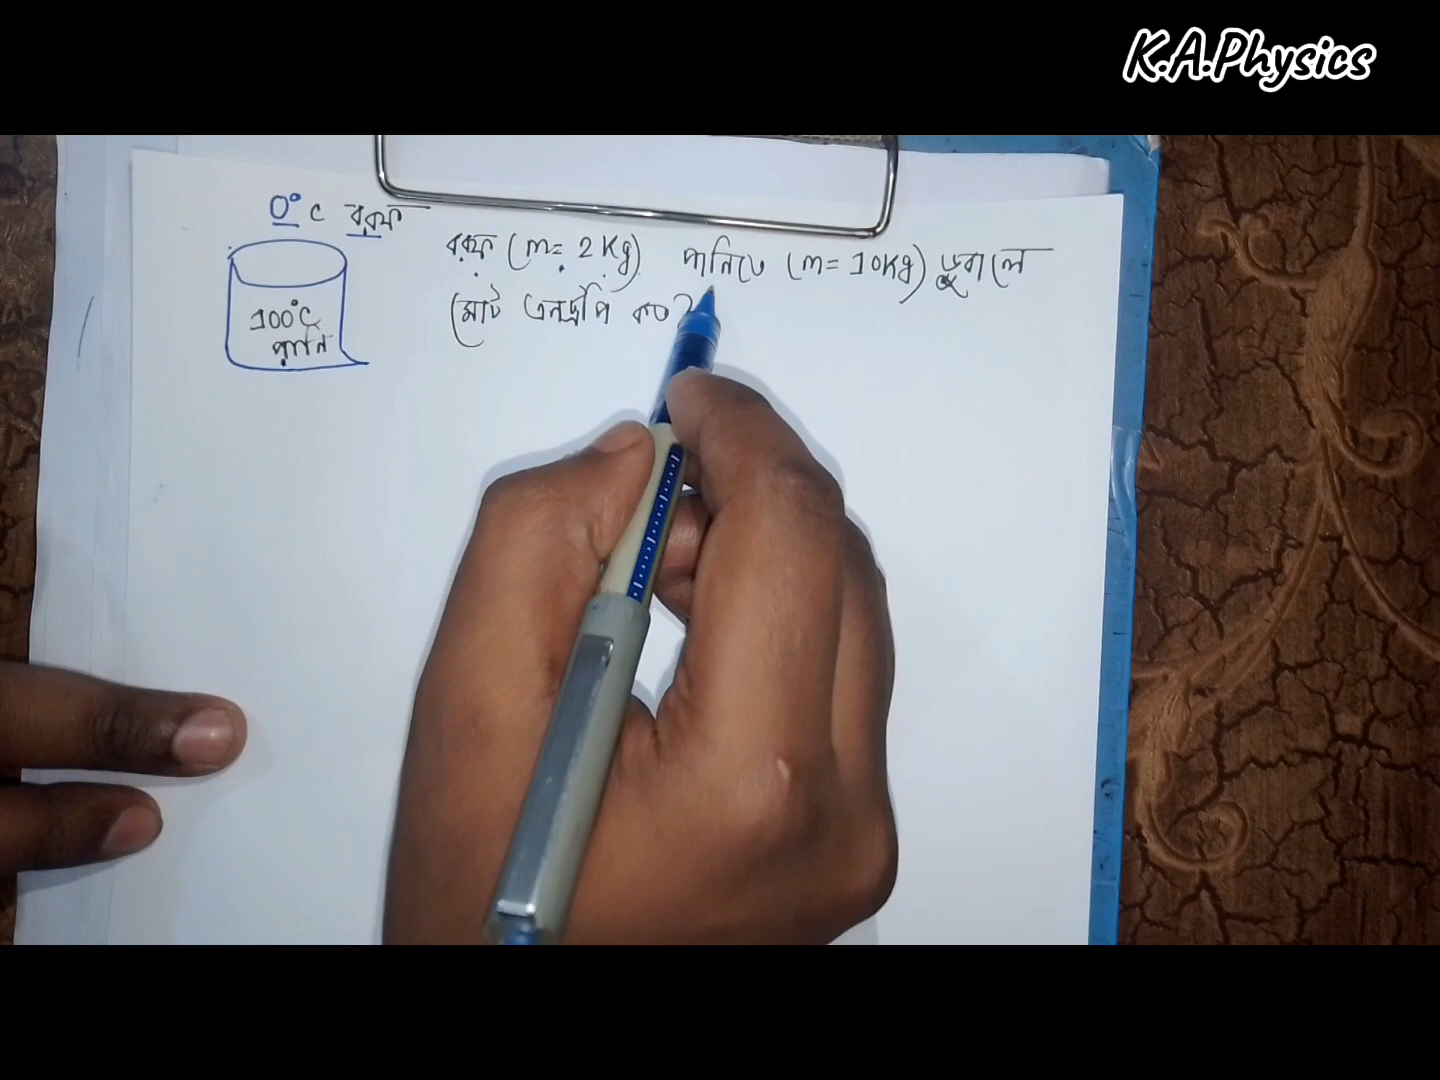 K.A.Physics
0° C বরফ
বরফ (m = 2 Kg) পানিতে (m = 10Kg) ডুবালে
মোট এনট্রপি কত?
100°C
পানি